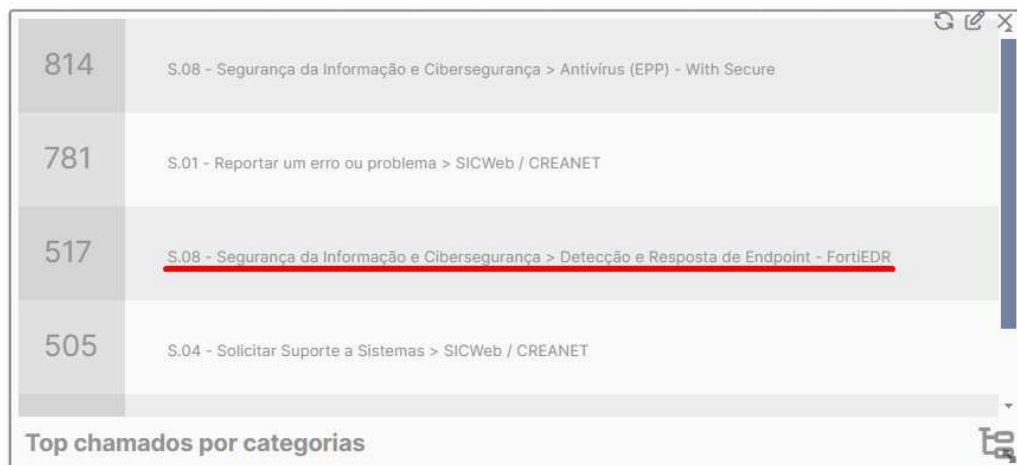 814
S.08 - Segurança da Informação e Cibersegurança > Antivírus (EPP) - With Secure
781
S.01 - Reportar um erro ou problema > SICWeb / CREANET
517
S.08 - Segurança da Informação e Cibersegurança > Detecção e Resposta de Endpoint - FortiEDR
505
S.04 - Solicitar Suporte a Sistemas > SICWeb / CREANET
Top chamados por categorias